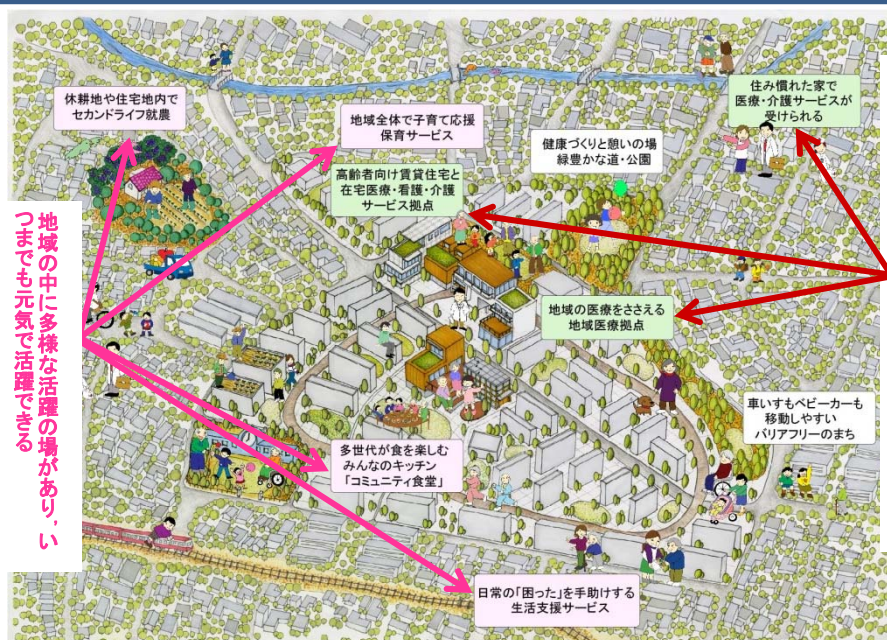 休耕地や住宅地内で
セカンドライフ就農
地域全体で子育て応援
保育サービス
住み慣れた家で
医療・介護サービスが
受けられる
健康づくりと憩いの場
緑豊かな道・公園
高齢者向け賃貸住宅と
在宅医療・看護・介護
サービス拠点
地域の中に多様な活躍の場があり,い
つまでも元気で活躍できる
地域の医療をささえる
地域医療拠点
車いすもベビーカーも
移動しやすい
バリアフリーのまち
多世代が食を楽しむ
みんなのキッチン
「コミュニティ食堂」
日常の「困った」を手助けする
生活支援サービス